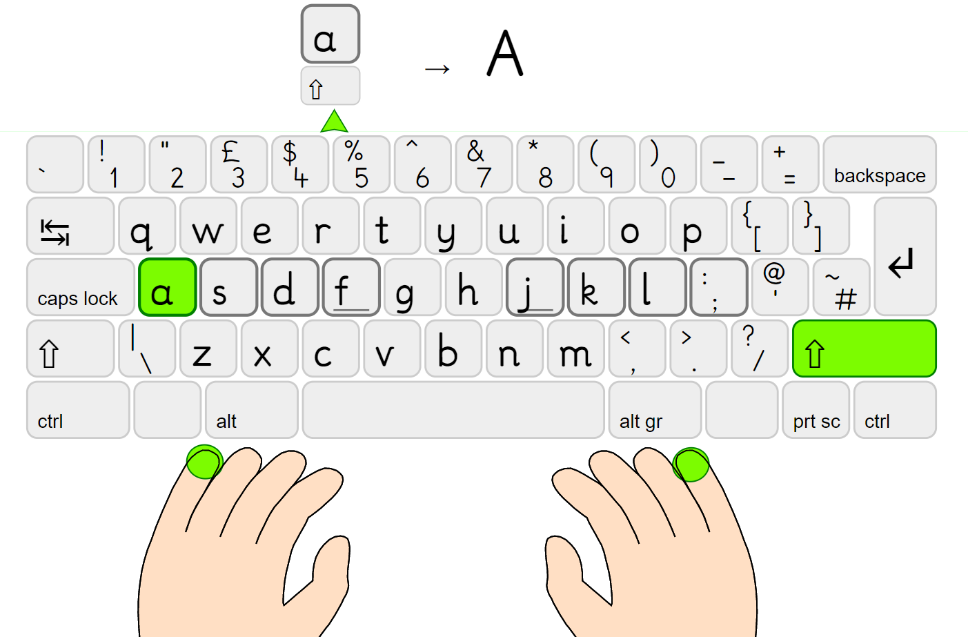 a
⇧ → A
` ! 1 " 2 £ 3 $ 4 % 5 ^ 6 & 7 * 8 ( 9 ) 0 _ - + = backspace
q w e r t y u i o p { [ } ]
caps lock a s d f g h j k l : ; @ ' ~ #
⇧ | \ z x c v b n m < , > . ? / ⇧
ctrl alt alt gr prt sc ctrl